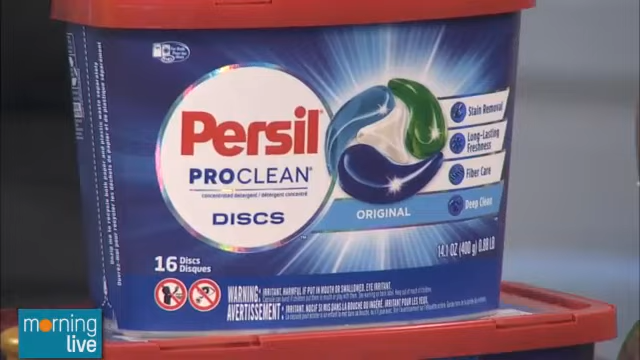 Persil
PROCLEAN
concentrated detergent / détergent concentré
DISCS
Stain Removal
Long-Lasting
Freshness
Fiber Care
Deep Clean
ORIGINAL
14.1 OZ (400 g) 0.88 LB
16 Discs
Disques
WARNING: IRRITANT. HARMFUL IF PUT IN MOUTH OR SWALLOWED. EYE IRRITANT.
AVERTISSEMENT : IRRITANT. NOCIF SI MIS DANS LA BOUCHE OU INGÉRÉ. IRRITANT POUR LES YEUX.
morning
live